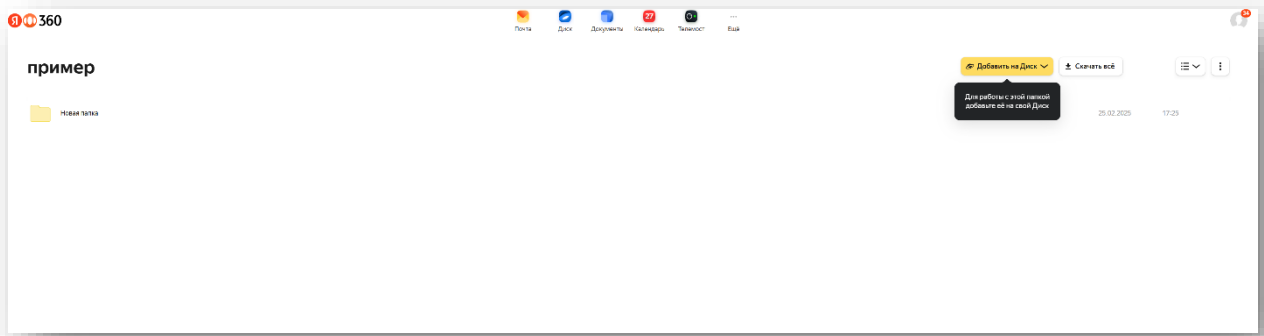 Я 360
27
24
Почта
Диск
Документы
Календарь
Телемост
Ещё
пример
Добавить на Диск
Скачать всё
Для работы с этой папкой
добавьте её на свой Диск
Новая папка
25.02.2025
17:25